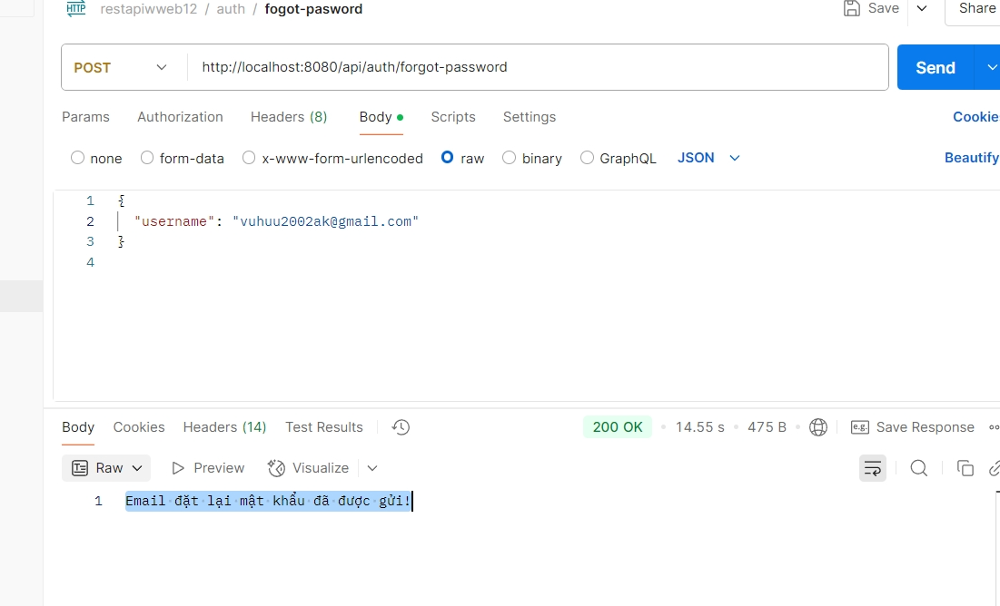 HTTP restapiwweb12 / auth / fogot-pasword Save Share
POST http://localhost:8080/api/auth/forgot-password Send
Params Authorization Headers (8) Body Scripts Settings Cookie
none form-data x-www-form-urlencoded raw binary GraphQL JSON Beautify
1 {
2 "username": "vuhuu2002ak@gmail.com"
3 }
4
Body Cookies Headers (14) Test Results 200 OK • 14.55 s • 475 B • e.g. Save Response
Raw Preview Visualize
1 Email đặt lại mật khẩu đã được gửi!